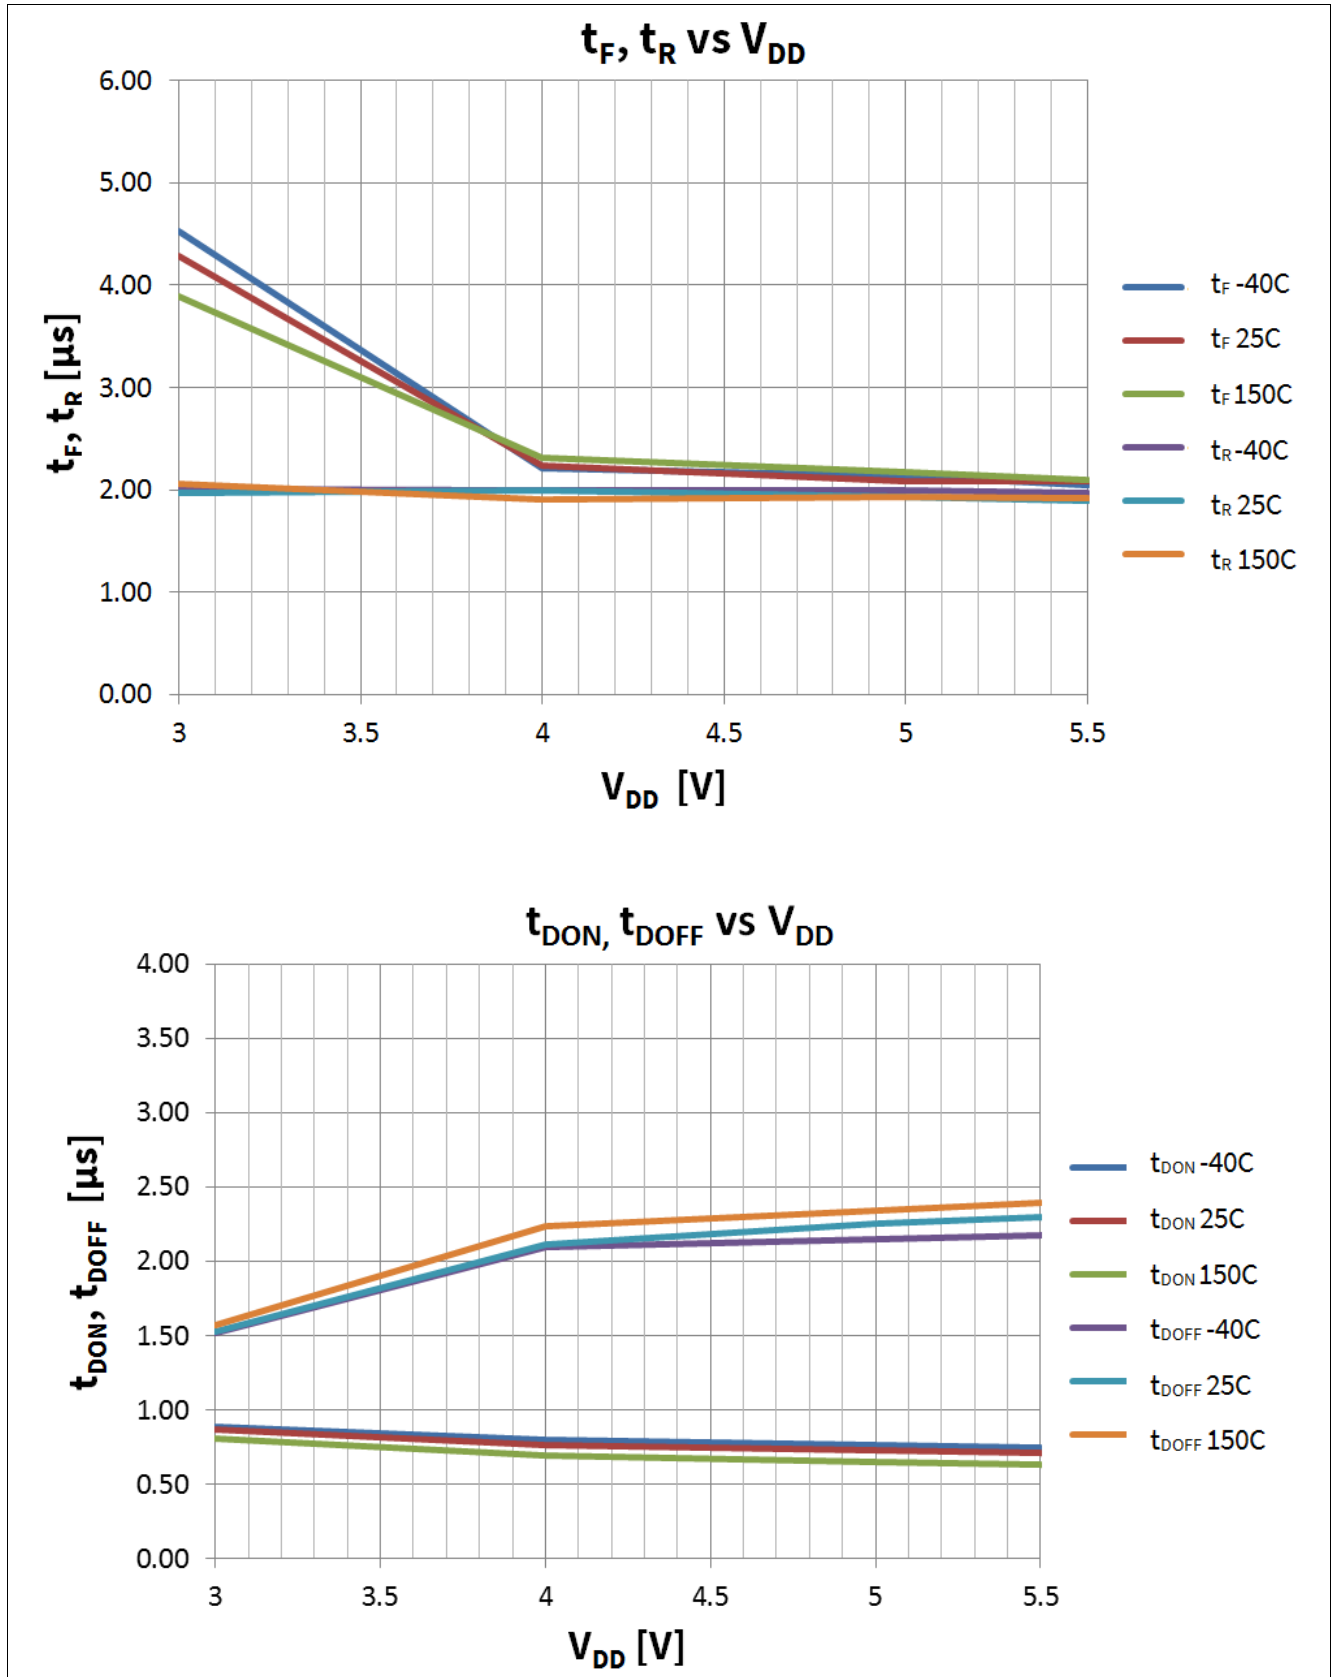 tF, tR vs VDD
6.00
5.00
4.00
3.00
2.00
1.00
0.00
tF, tR [µs]
3 3.5 4 4.5 5 5.5
VDD [V]
tF -40C
tF 25C
tF 150C
tR -40C
tR 25C
tR 150C
tDON, tDOFF vs VDD
4.00
3.50
3.00
2.50
2.00
1.50
1.00
0.50
0.00
tDON, tDOFF [µs]
3 3.5 4 4.5 5 5.5
VDD [V]
tDON -40C
tDON 25C
tDON 150C
tDOFF -40C
tDOFF 25C
tDOFF 150C